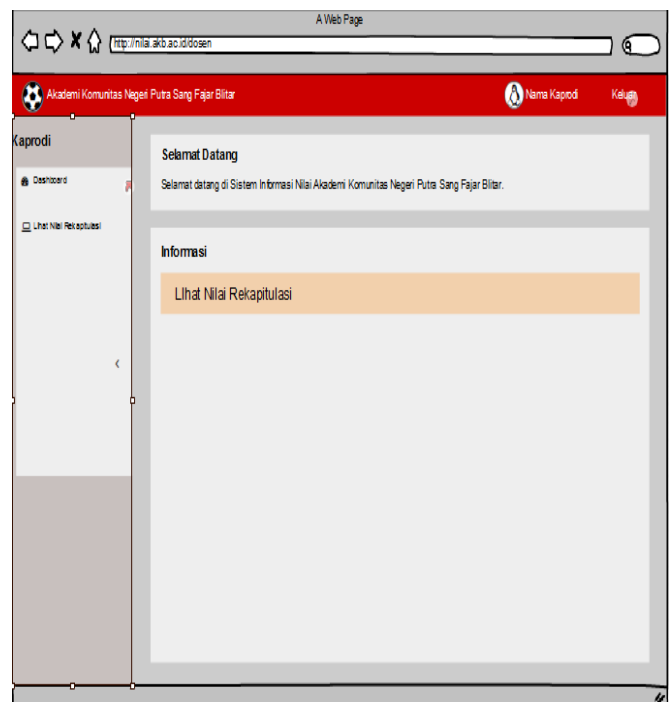 A Web Page
http://nilai.akb.ac.id/dosen
Akademi Komunitas Negeri Putra Sang Fajar Blitar
Nama Kaprodi
Keluar
Kaprodi
Dashboard
Lihat Nilai Rekapitulasi
Selamat Datang
Selamat datang di Sistem Informasi Nilai Akademi Komunitas Negeri Putra Sang Fajar Blitar.
Informasi
LIhat Nilai Rekapitulasi